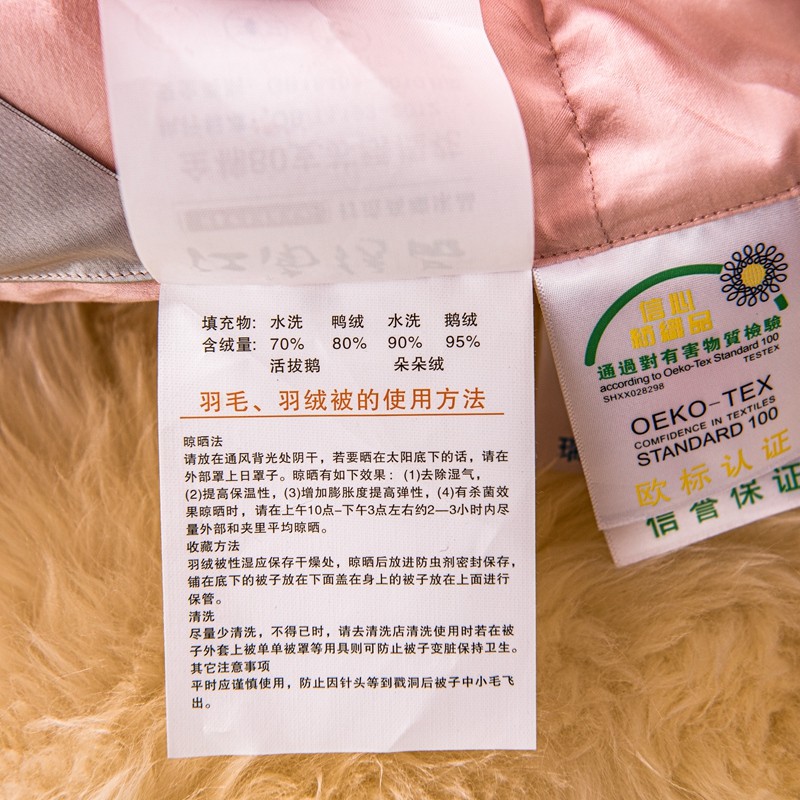 填充物: 水洗 鸭绒 水洗 鹅绒
含绒量: 70% 80% 90% 95%
活拔鹅 朵朵绒
羽毛、羽绒被的使用方法
晾晒法
请放在通风背光处阴干，若要晒在太阳底下的话，请在
外部罩上日罩子。晾晒有如下效果：(1)去除湿气，
(2)提高保温性，(3)增加膨胀度提高弹性，(4)有杀菌效
果晾晒时，请在上午10点–下午3点左右约2—3小时内尽
量外部和夹里平均晾晒。
收藏方法
羽绒被性湿应保存干燥处，晾晒后放进防虫剂密封保存，
铺在底下的被子放在下面盖在身上的被子放在上面进行
保管。
清洗
尽量少清洗，不得已时，请去清洗店清洗使用时若在被
子外套上被单单被罩等用具则可防止被子变脏保持卫生。
其它注意事项
平时应谨慎使用，防止因针头等到戳洞后被子中小毛飞
出。
信心
紡織品
通過對有害物質檢驗
according to Oeko-Tex Standard 100
SHXX028298 TESTEX
OEKO-TEX
COMFIDENCE IN TEXTILES
STANDARD 100
欧标认证
信誉保证